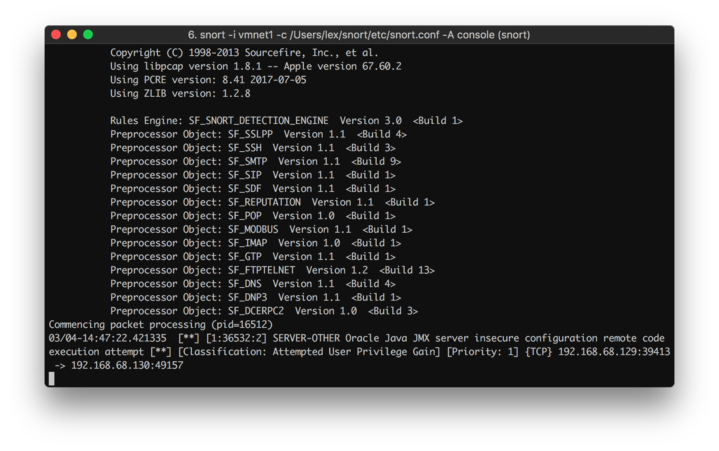 6. snort -i vmnet1 -c /Users/lex/snort/etc/snort.conf -A console (snort)
Copyright (C) 1998-2013 Sourcefire, Inc., et al.
Using libpcap version 1.8.1 -- Apple version 67.60.2
Using PCRE version: 8.41 2017-07-05
Using ZLIB version: 1.2.8
Rules Engine: SF_SNORT_DETECTION_ENGINE  Version 3.0  <Build 1>
Preprocessor Object: SF_SSLPP  Version 1.1  <Build 4>
Preprocessor Object: SF_SSH  Version 1.1  <Build 3>
Preprocessor Object: SF_SMTP  Version 1.1  <Build 9>
Preprocessor Object: SF_SIP  Version 1.1  <Build 1>
Preprocessor Object: SF_SDF  Version 1.1  <Build 1>
Preprocessor Object: SF_REPUTATION  Version 1.1  <Build 1>
Preprocessor Object: SF_POP  Version 1.0  <Build 1>
Preprocessor Object: SF_MODBUS  Version 1.1  <Build 1>
Preprocessor Object: SF_IMAP  Version 1.0  <Build 1>
Preprocessor Object: SF_GTP  Version 1.1  <Build 1>
Preprocessor Object: SF_FTPTELNET  Version 1.2  <Build 13>
Preprocessor Object: SF_DNS  Version 1.1  <Build 4>
Preprocessor Object: SF_DNP3  Version 1.1  <Build 1>
Preprocessor Object: SF_DCERPC2  Version 1.0  <Build 3>
Commencing packet processing (pid=16512)
03/04-14:47:22.421335  [**] [1:36532:2] SERVER-OTHER Oracle Java JMX server insecure configuration remote code
execution attempt [**] [Classification: Attempted User Privilege Gain] [Priority: 1] {TCP} 192.168.68.129:39413
-> 192.168.68.130:49157